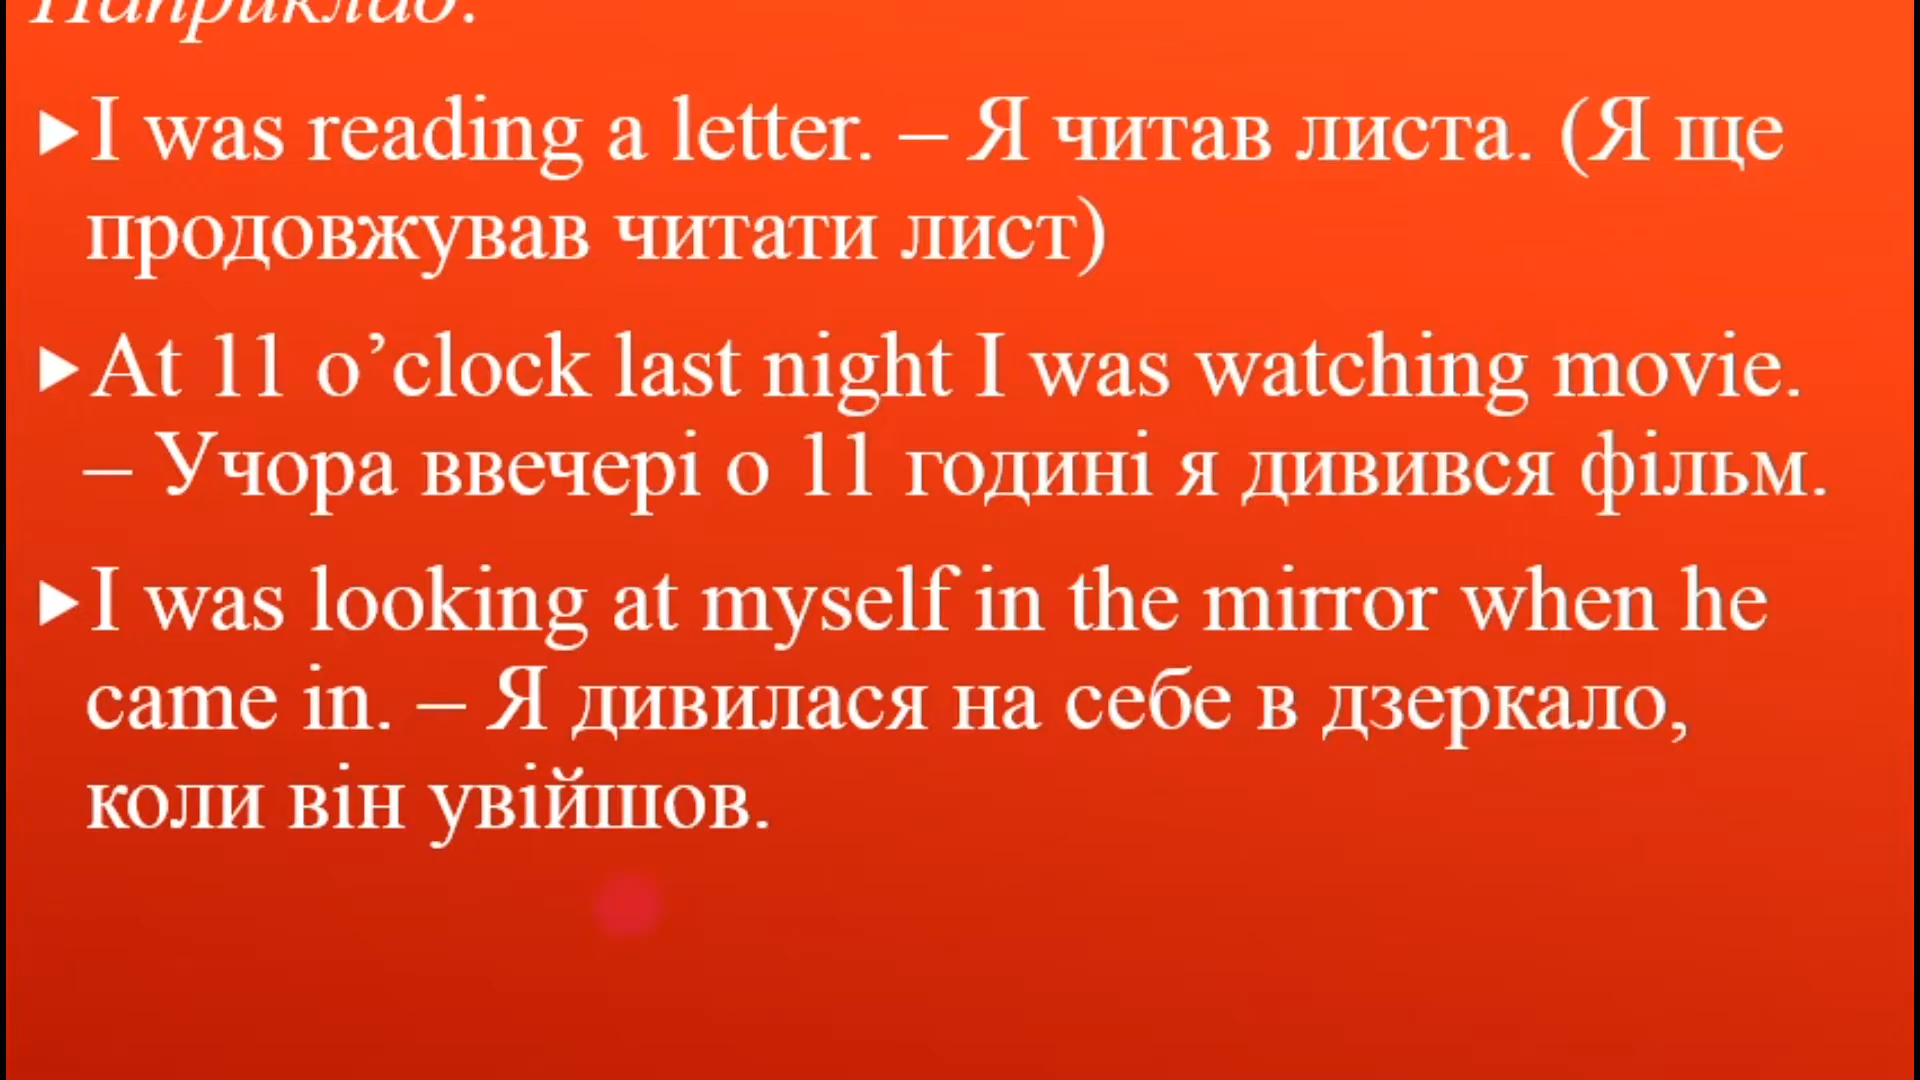 Наприклад:
►I was reading a letter. – Я читав листа. (Я ще
продовжував читати лист)
►At 11 o’clock last night I was watching movie.
– Учора ввечері о 11 годині я дивився фільм.
►I was looking at myself in the mirror when he
came in. – Я дивилася на себе в дзеркало,
коли він увійшов.